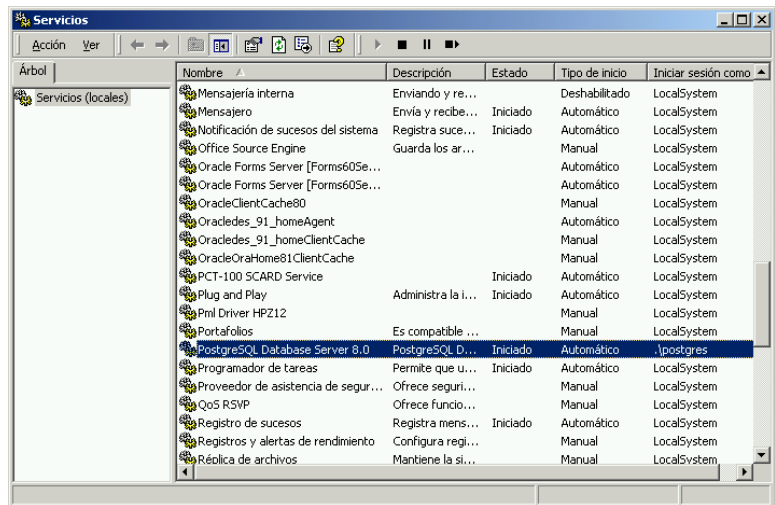 Servicios
Acción Ver
Árbol
Servicios (locales)
Nombre Descripción Estado Tipo de inicio Iniciar sesión como
Mensajería interna Enviando y re... Deshabilitado LocalSystem
Mensajero Envía y recibe... Iniciado Automático LocalSystem
Notificación de sucesos del sistema Registra suce... Iniciado Automático LocalSystem
Office Source Engine Guarda los ar... Manual LocalSystem
Oracle Forms Server [Forms60Se... Automático LocalSystem
Oracle Forms Server [Forms60Se... Automático LocalSystem
OracleClientCache80 Manual LocalSystem
Oracledes_91_homeAgent Automático LocalSystem
Oracledes_91_homeClientCache Manual LocalSystem
OracleOraHome81ClientCache Manual LocalSystem
PCT-100 SCARD Service Iniciado Automático LocalSystem
Plug and Play Administra la i... Iniciado Automático LocalSystem
Pml Driver HPZ12 Manual LocalSystem
Portafolios Es compatible ... Manual LocalSystem
PostgreSQL Database Server 8.0 PostgreSQL D... Iniciado Automático .\postgres
Programador de tareas Permite que u... Iniciado Automático LocalSystem
Proveedor de asistencia de segur... Ofrece seguri... Manual LocalSystem
QoS RSVP Ofrece funcio... Manual LocalSystem
Registro de sucesos Registra mens... Iniciado Automático LocalSystem
Registros y alertas de rendimiento Configura regi... Manual LocalSystem
Réplica de archivos Mantiene la si... Manual LocalSystem